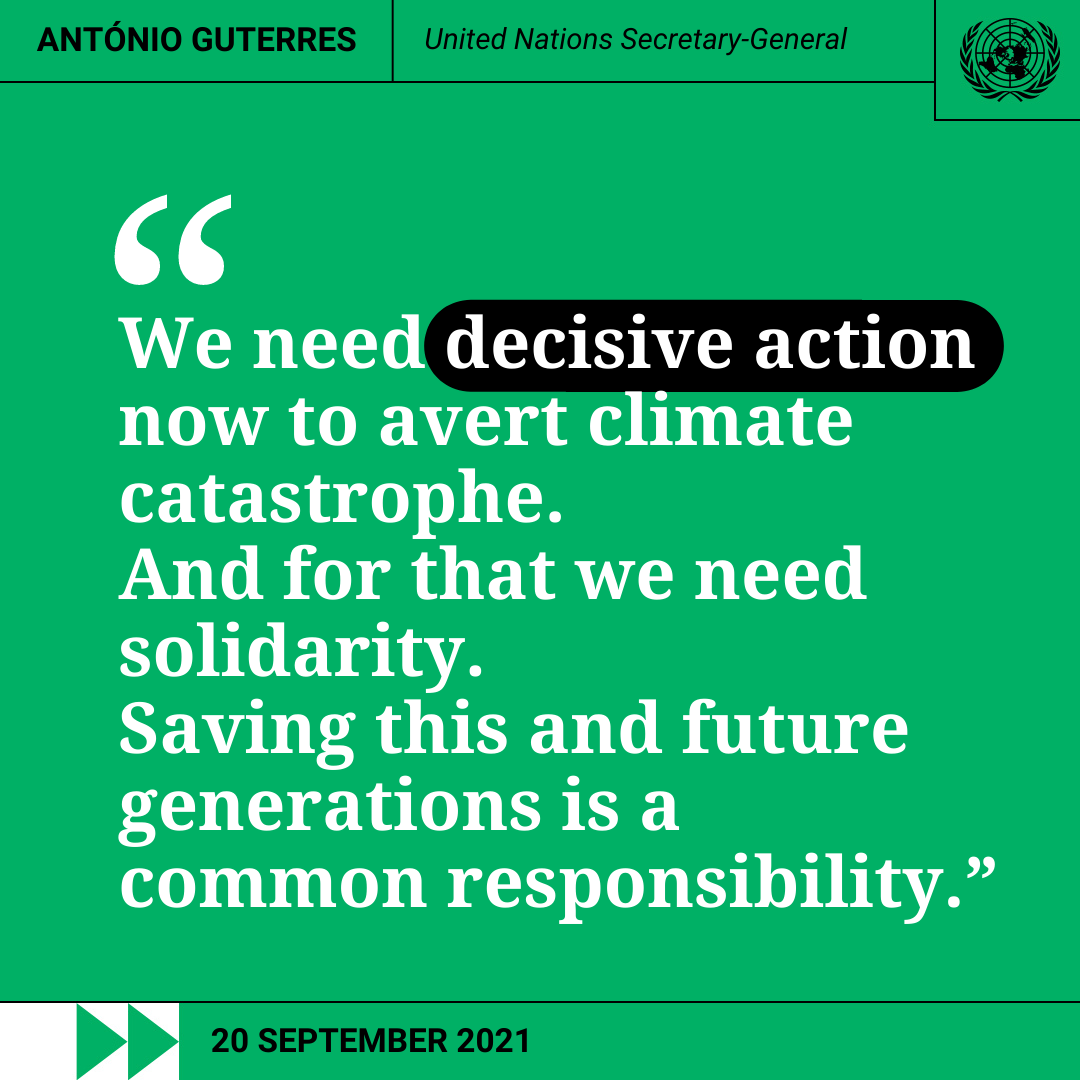 ANTÓNIO GUTERRES
United Nations Secretary-General
“
We need decisive action
now to avert climate
catastrophe.
And for that we need
solidarity.
Saving this and future
generations is a
common responsibility.”
20 SEPTEMBER 2021